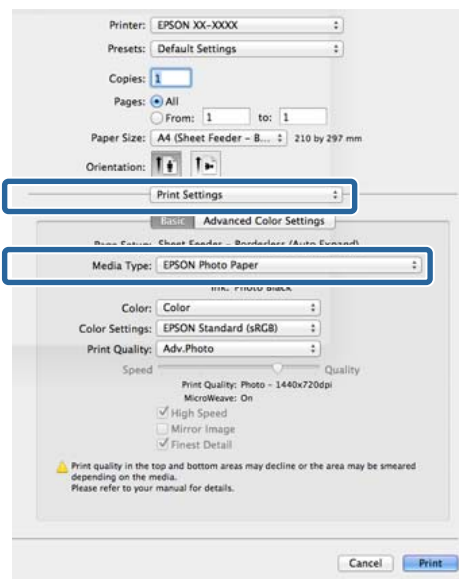 Printer: EPSON XX-XXXX
Presets: Default Settings
Copies: 1
Pages: All
From: 1 to: 1
Paper Size: A4 (Sheet Feeder – B... 210 by 297 mm
Orientation:
Print Settings
Basic Advanced Color Settings
Page Setup: Sheet Feeder – Borderless (Auto Expand)
Media Type: EPSON Photo Paper
Ink: Photo Black
Color: Color
Color Settings: EPSON Standard (sRGB)
Print Quality: Adv.Photo
Speed Quality
Print Quality: Photo – 1440x720dpi
MicroWeave: On
High Speed
Mirror Image
Finest Detail
Print quality in the top and bottom areas may decline or the area may be smeared
depending on the media.
Please refer to your manual for details.
Cancel Print